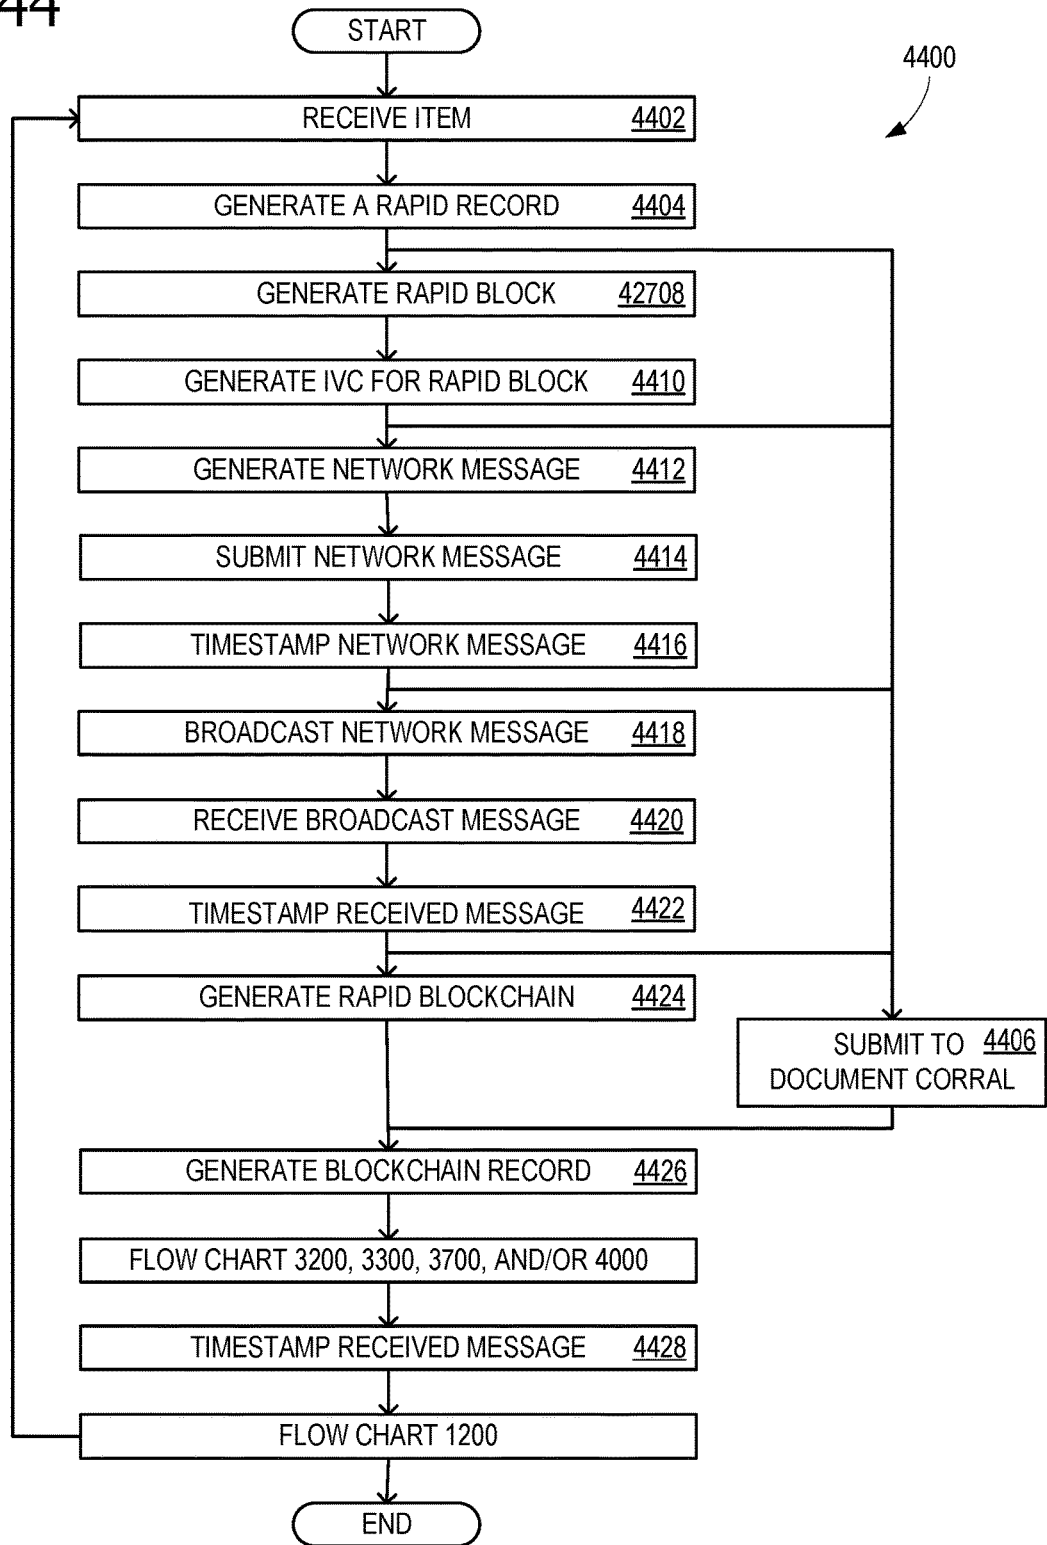 44
START
4400
RECEIVE ITEM 4402
GENERATE A RAPID RECORD 4404
GENERATE RAPID BLOCK 42708
GENERATE IVC FOR RAPID BLOCK 4410
GENERATE NETWORK MESSAGE 4412
SUBMIT NETWORK MESSAGE 4414
TIMESTAMP NETWORK MESSAGE 4416
BROADCAST NETWORK MESSAGE 4418
RECEIVE BROADCAST MESSAGE 4420
TIMESTAMP RECEIVED MESSAGE 4422
GENERATE RAPID BLOCKCHAIN 4424
SUBMIT TO 4406
DOCUMENT CORRAL
GENERATE BLOCKCHAIN RECORD 4426
FLOW CHART 3200, 3300, 3700, AND/OR 4000
TIMESTAMP RECEIVED MESSAGE 4428
FLOW CHART 1200
END